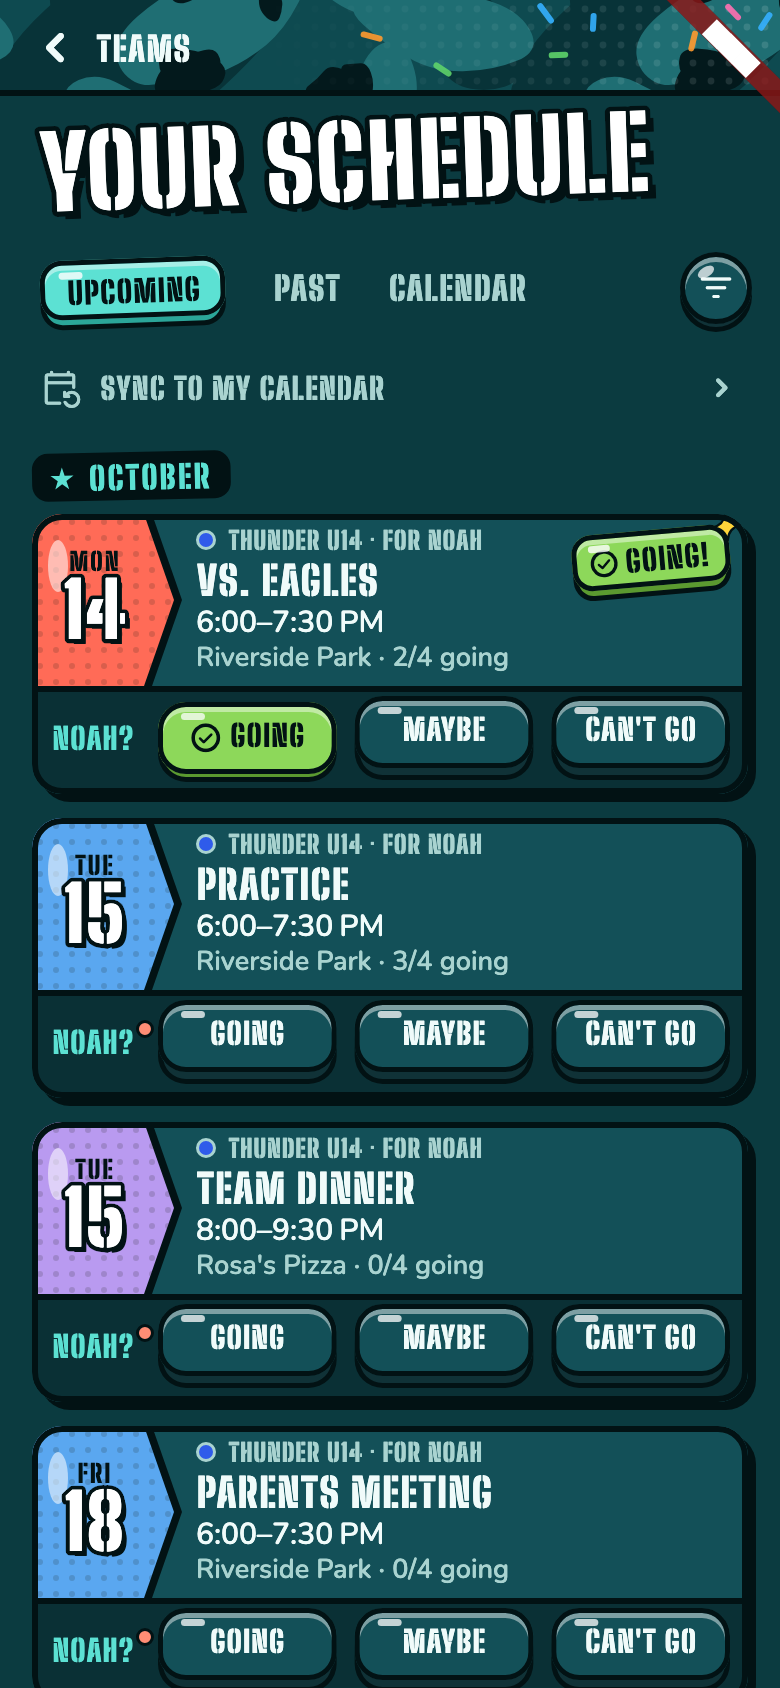 TEAMS
YOUR SCHEDULE
UPCOMING PAST CALENDAR
SYNC TO MY CALENDAR
★ OCTOBER
MON
14
THUNDER U14 · FOR NOAH
VS. EAGLES
6:00–7:30 PM
Riverside Park · 2/4 going
GOING!
NOAH? GOING MAYBE CAN'T GO
TUE
15
THUNDER U14 · FOR NOAH
PRACTICE
6:00–7:30 PM
Riverside Park · 3/4 going
NOAH? GOING MAYBE CAN'T GO
TUE
15
THUNDER U14 · FOR NOAH
TEAM DINNER
8:00–9:30 PM
Rosa's Pizza · 0/4 going
NOAH? GOING MAYBE CAN'T GO
FRI
18
THUNDER U14 · FOR NOAH
PARENTS MEETING
6:00–7:30 PM
Riverside Park · 0/4 going
NOAH? GOING MAYBE CAN'T GO